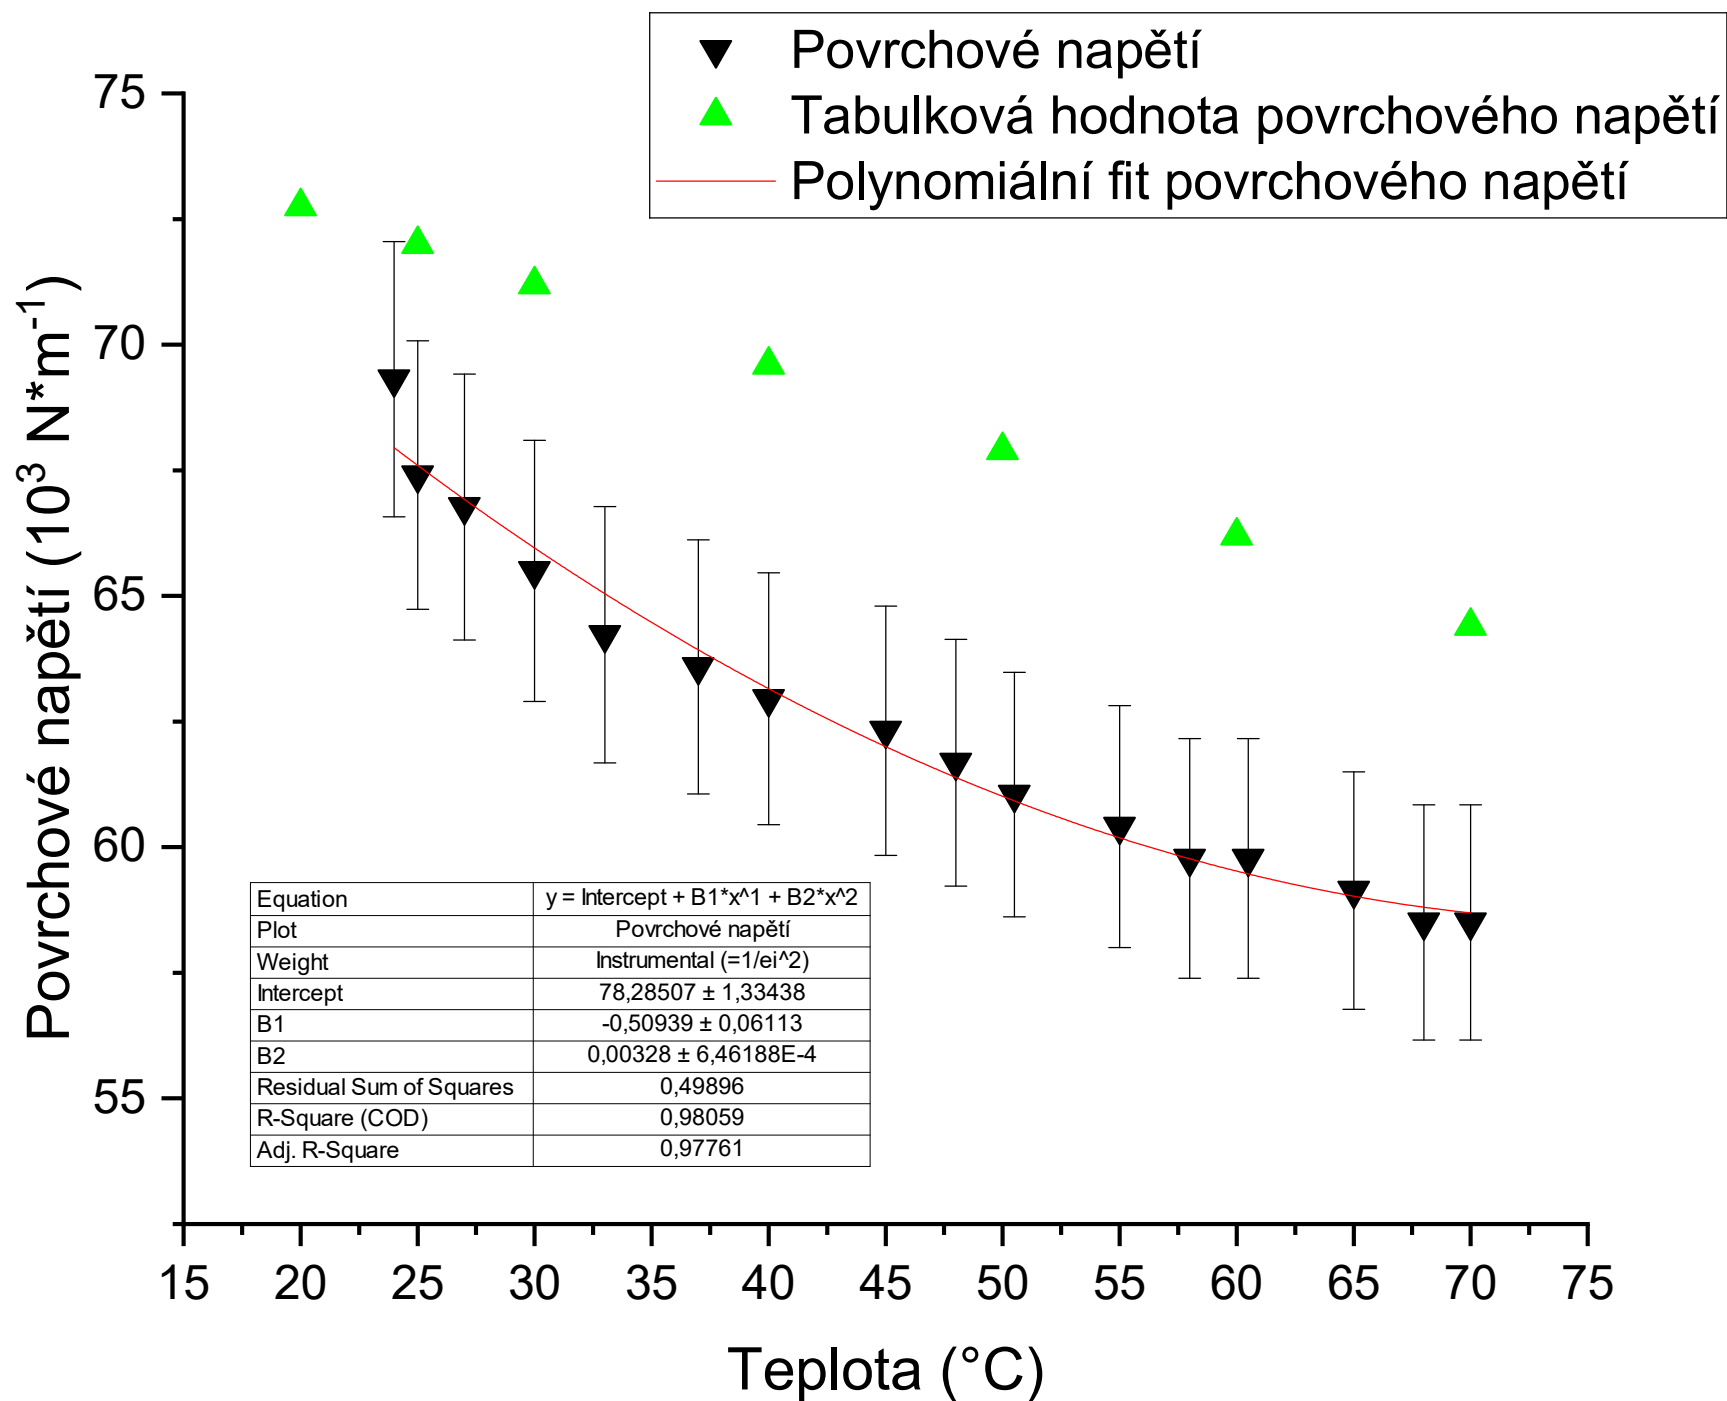 Povrchové napětí
Tabulková hodnota povrchového napětí
Polynomiální fit povrchového napětí
75
70
65
60
55
Povrchové napětí (10³ N*m⁻¹)
Equation y = Intercept + B1*x^1 + B2*x^2
Plot Povrchové napětí
Weight Instrumental (=1/ei^2)
Intercept 78,28507 ± 1,33438
B1 -0,50939 ± 0,06113
B2 0,00328 ± 6,46188E-4
Residual Sum of Squares 0,49896
R-Square (COD) 0,98059
Adj. R-Square 0,97761
15 20 25 30 35 40 45 50 55 60 65 70 75
Teplota (°C)